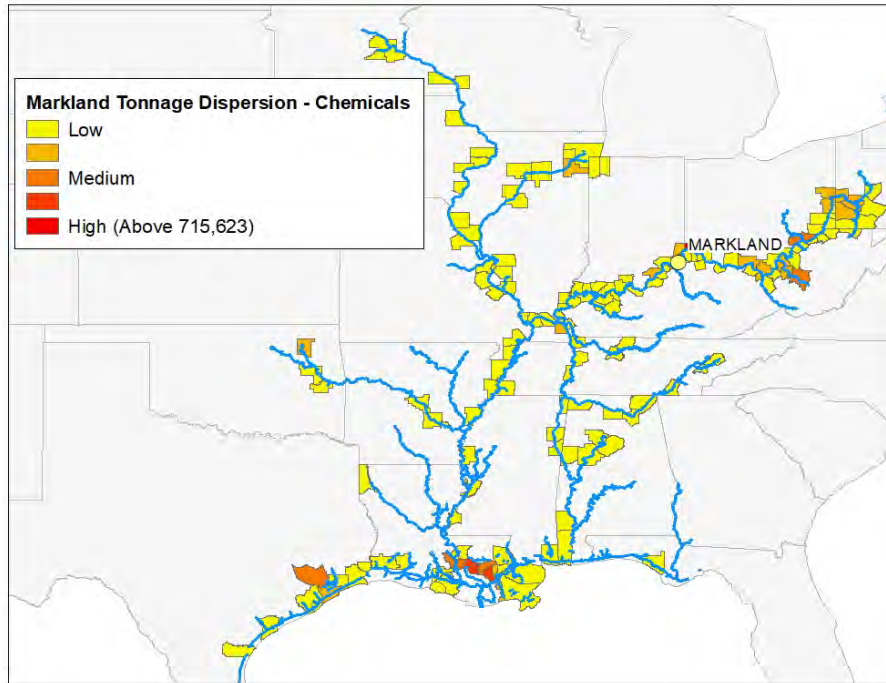 Markland Tonnage Dispersion - Chemicals
Low
Medium
High (Above 715,623)
MARKLAND